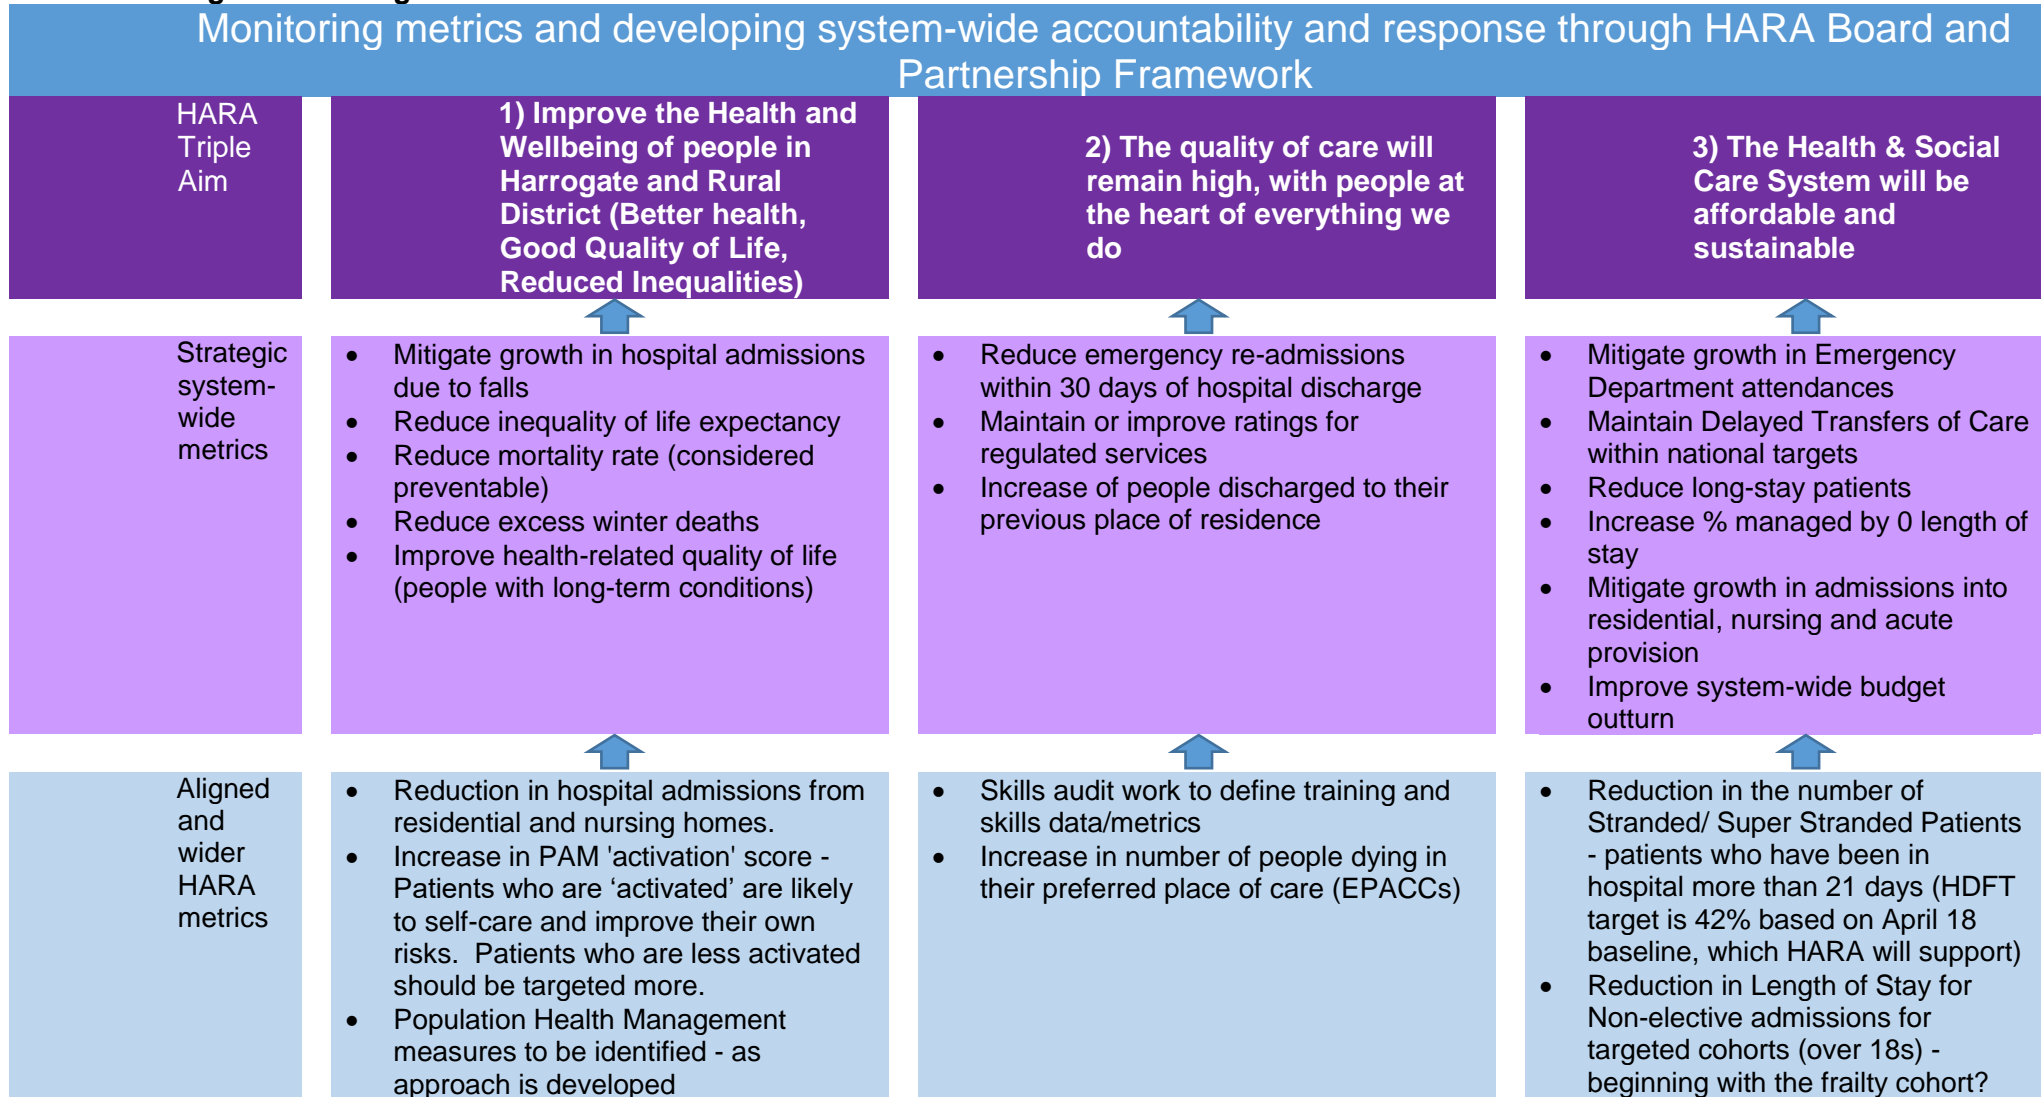 Monitoring metrics and developing system-wide accountability and response through HARA Board and
Partnership Framework
HARA
Triple
Aim
1) Improve the Health and
Wellbeing of people in
Harrogate and Rural
District (Better health,
Good Quality of Life,
Reduced Inequalities)
2) The quality of care will
remain high, with people at
the heart of everything we
do
3) The Health & Social
Care System will be
affordable and
sustainable
Strategic
system-
wide
metrics
• Mitigate growth in hospital admissions
due to falls
• Reduce inequality of life expectancy
• Reduce mortality rate (considered
preventable)
• Reduce excess winter deaths
• Improve health-related quality of life
(people with long-term conditions)
• Reduce emergency re-admissions
within 30 days of hospital discharge
• Maintain or improve ratings for
regulated services
• Increase of people discharged to their
previous place of residence
• Mitigate growth in Emergency
Department attendances
• Maintain Delayed Transfers of Care
within national targets
• Reduce long-stay patients
• Increase % managed by 0 length of
stay
• Mitigate growth in admissions into
residential, nursing and acute
provision
• Improve system-wide budget
outturn
Aligned
and
wider
HARA
metrics
• Reduction in hospital admissions from
residential and nursing homes.
• Increase in PAM 'activation' score -
Patients who are ‘activated’ are likely
to self-care and improve their own
risks.  Patients who are less activated
should be targeted more.
• Population Health Management
measures to be identified - as
approach is developed
• Skills audit work to define training and
skills data/metrics
• Increase in number of people dying in
their preferred place of care (EPACCs)
• Reduction in the number of
Stranded/ Super Stranded Patients
- patients who have been in
hospital more than 21 days (HDFT
target is 42% based on April 18
baseline, which HARA will support)
• Reduction in Length of Stay for
Non-elective admissions for
targeted cohorts (over 18s) -
beginning with the frailty cohort?